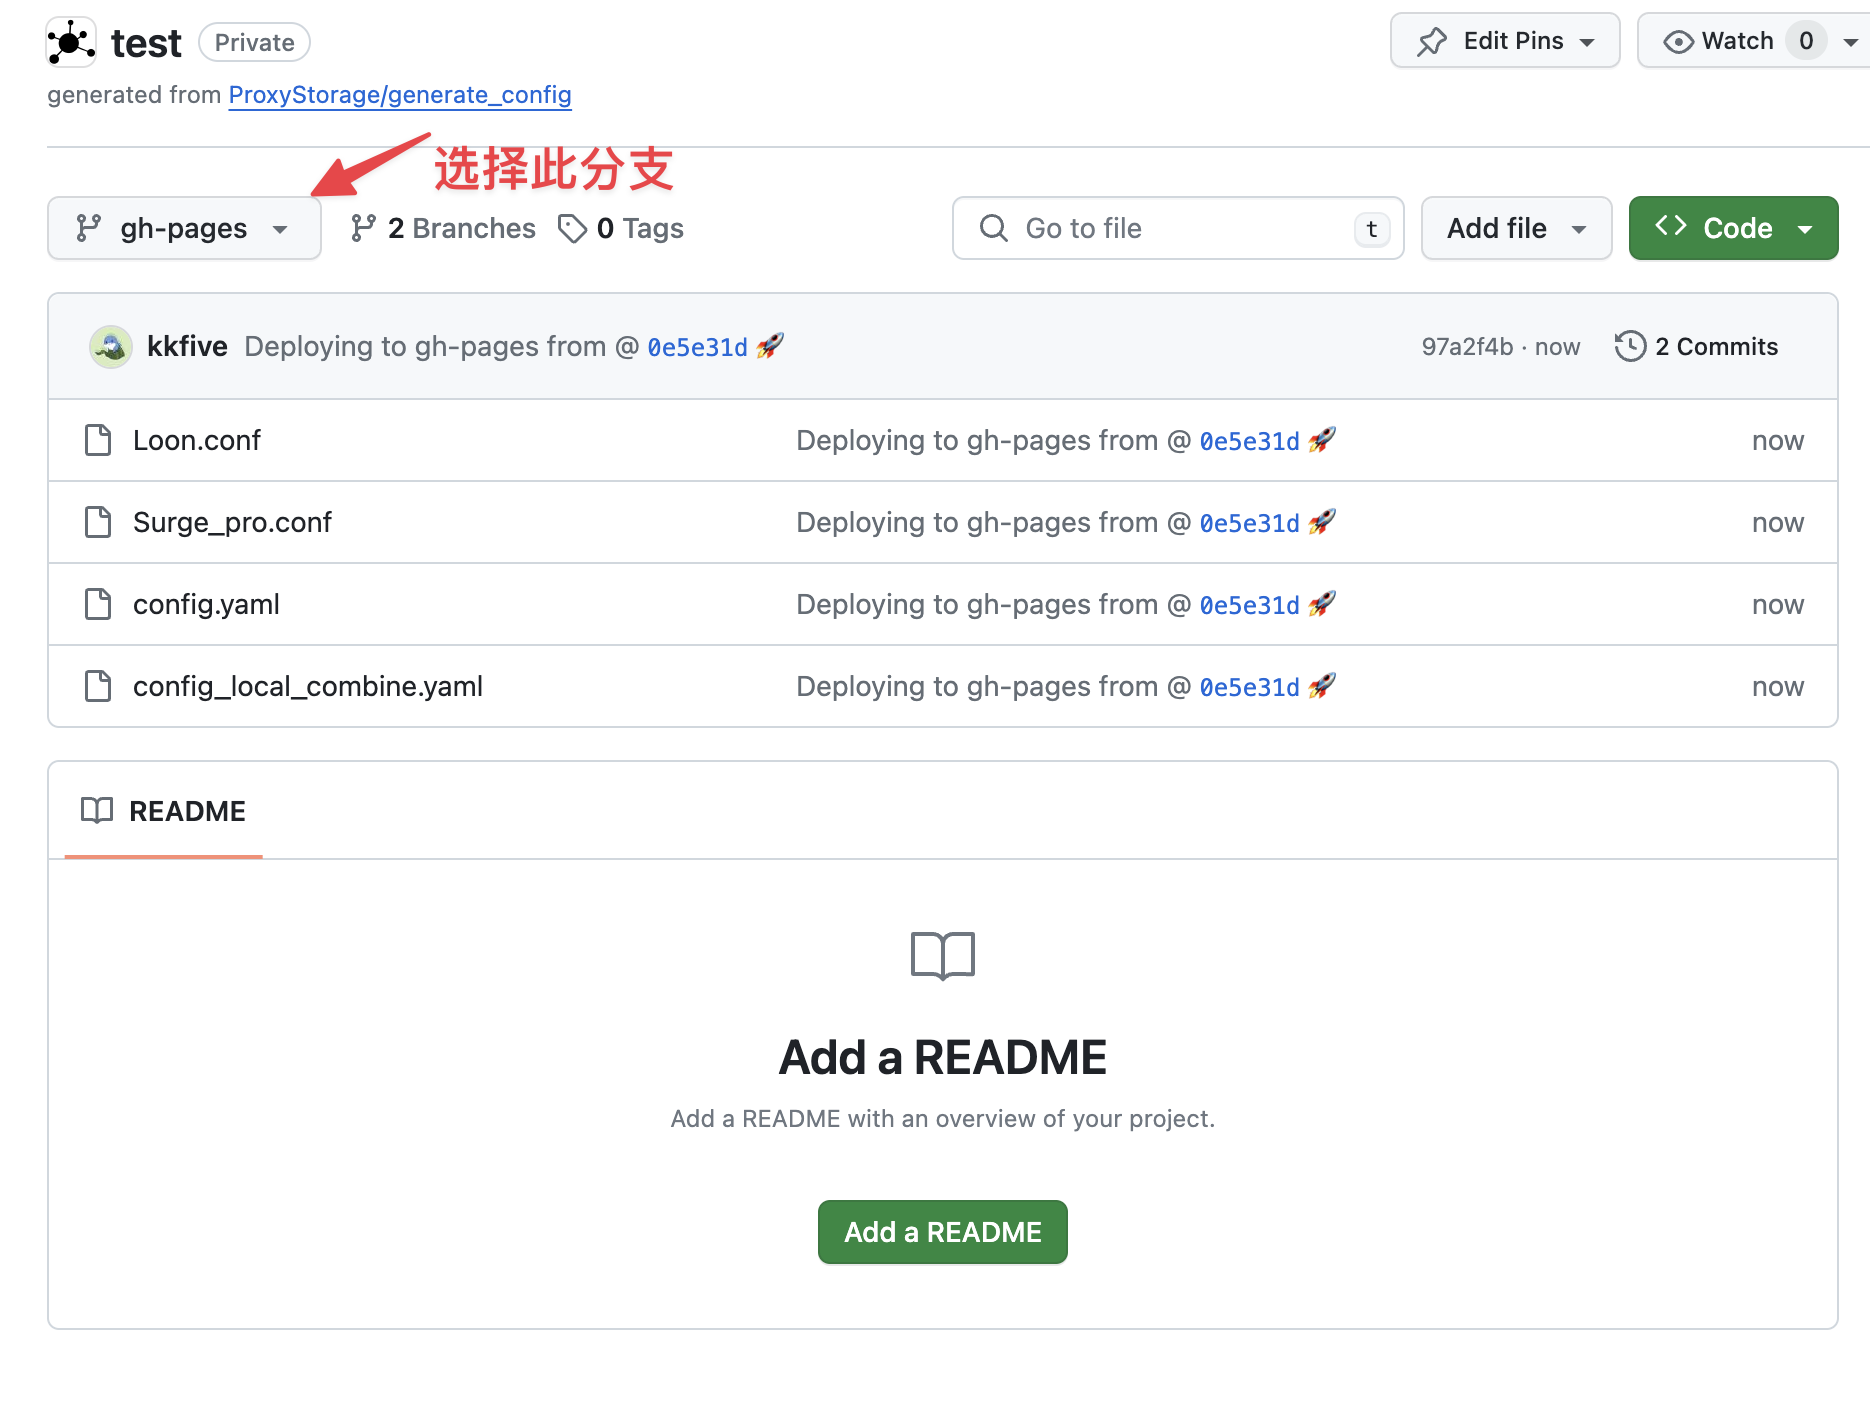 test Private
Edit Pins
Watch 0
generated from ProxyStorage/generate_config
选择此分支
gh-pages
2 Branches
0 Tags
Go to file t
Add file
Code
kkfive Deploying to gh-pages from @ 0e5e31d 🚀
97a2f4b · now
2 Commits
Loon.conf Deploying to gh-pages from @ 0e5e31d 🚀 now
Surge_pro.conf Deploying to gh-pages from @ 0e5e31d 🚀 now
config.yaml Deploying to gh-pages from @ 0e5e31d 🚀 now
config_local_combine.yaml Deploying to gh-pages from @ 0e5e31d 🚀 now
README
Add a README
Add a README with an overview of your project.
Add a README